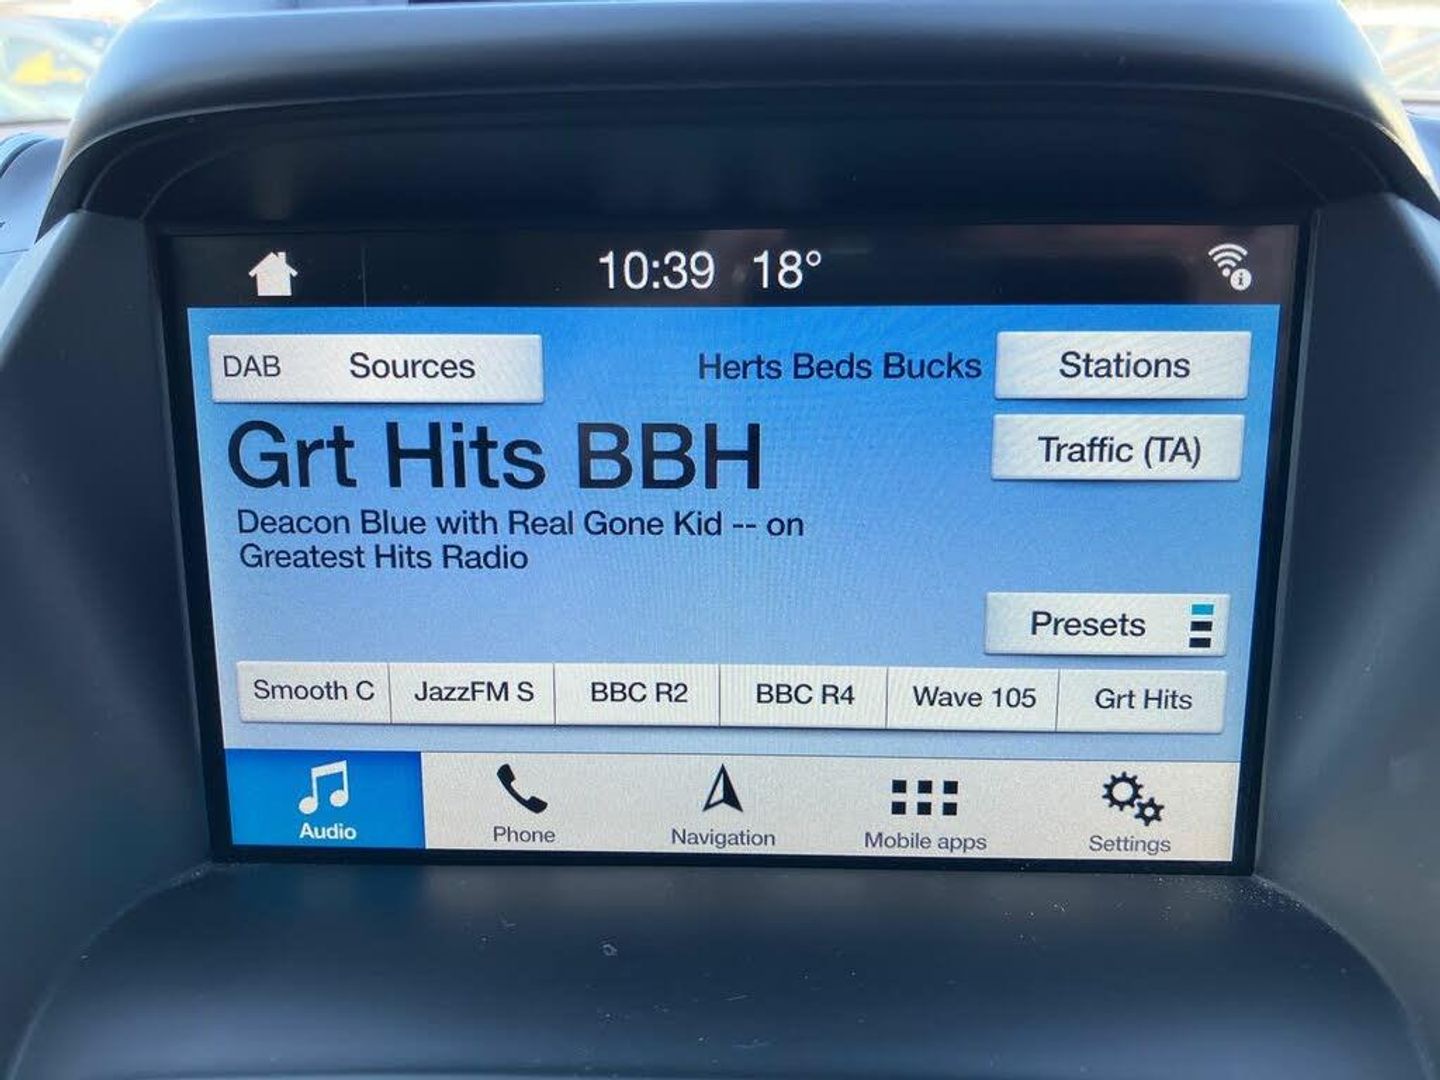 10:39 18°
DAB Sources
Herts Beds Bucks
Stations
Grt Hits BBH
Traffic (TA)
Deacon Blue with Real Gone Kid -- on
Greatest Hits Radio
Presets
Smooth C
JazzFM S
BBC R2
BBC R4
Wave 105
Grt Hits
Audio
Phone
Navigation
Mobile apps
Settings